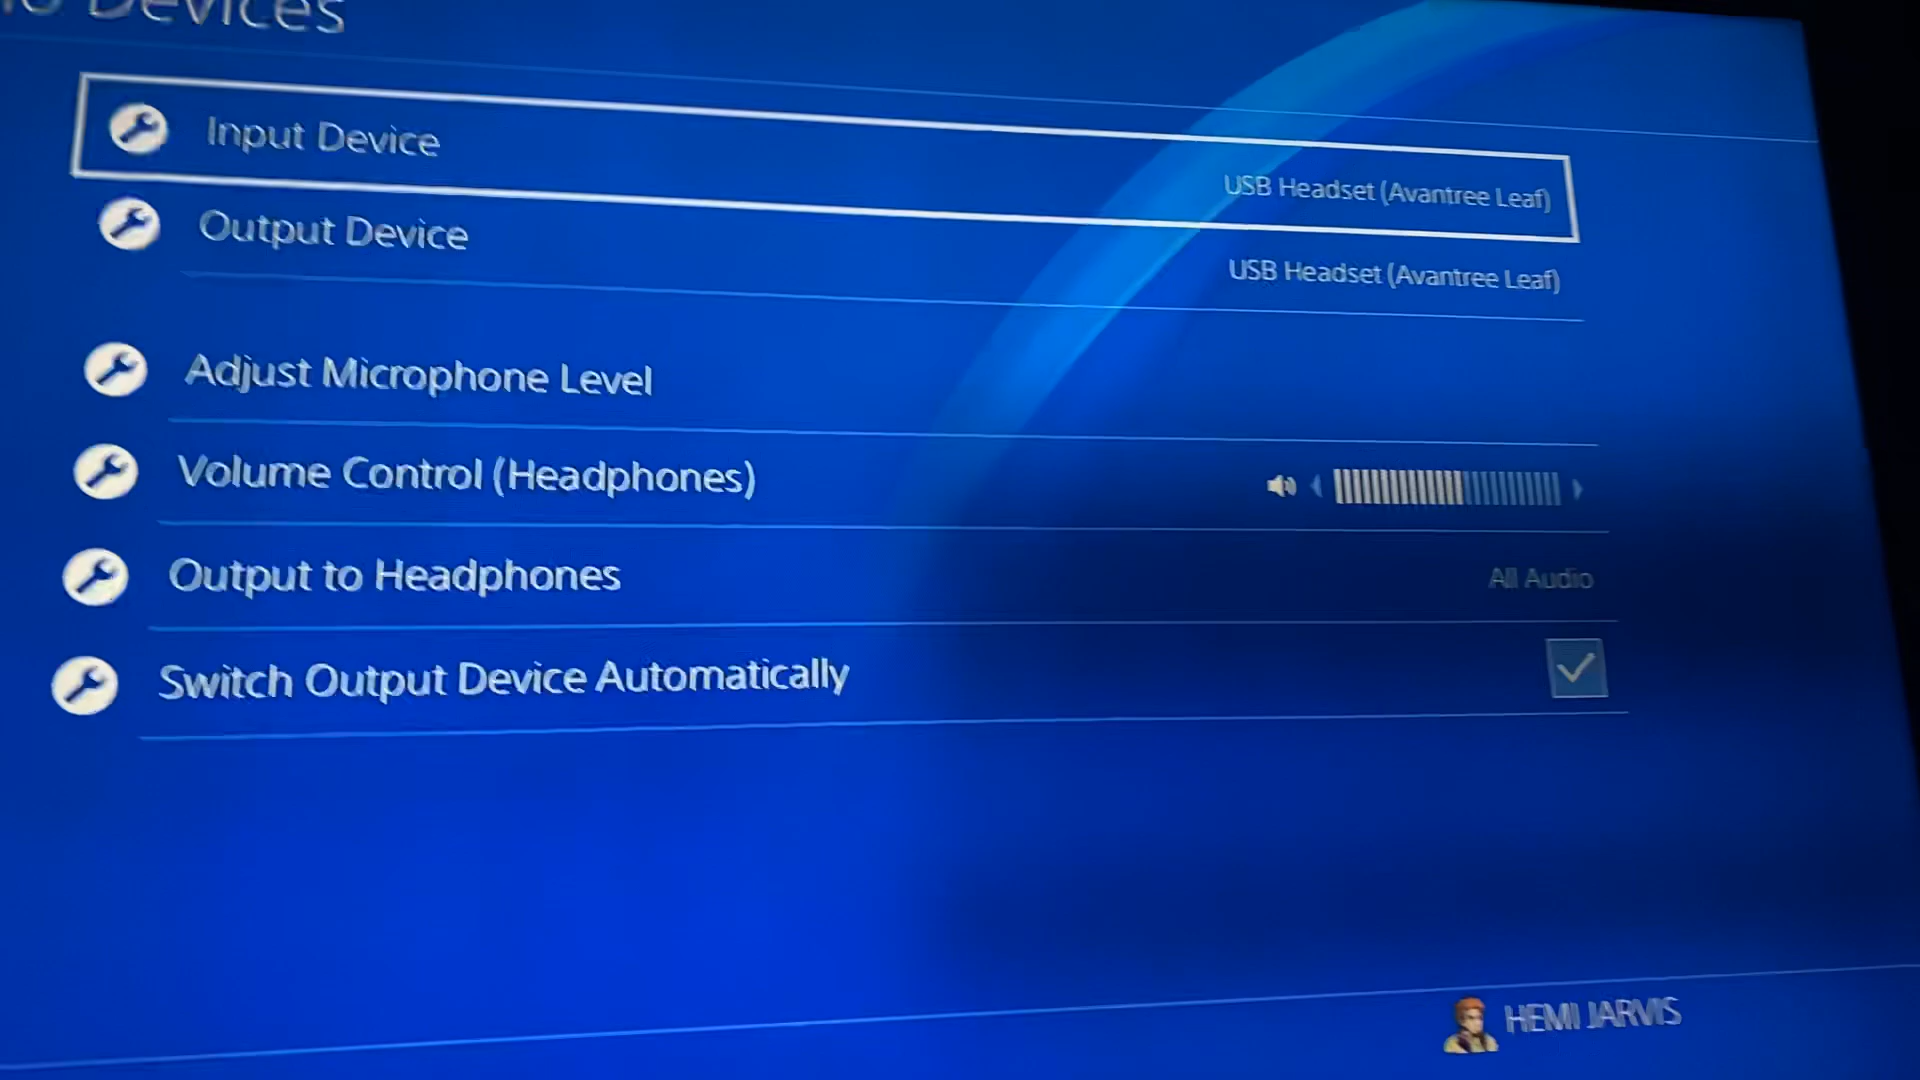 Devices
Input Device
USB Headset (Avantree Leaf)
Output Device
USB Headset (Avantree Leaf)
Adjust Microphone Level
Volume Control (Headphones)
Output to Headphones
All Audio
Switch Output Device Automatically
HEMI JARVIS